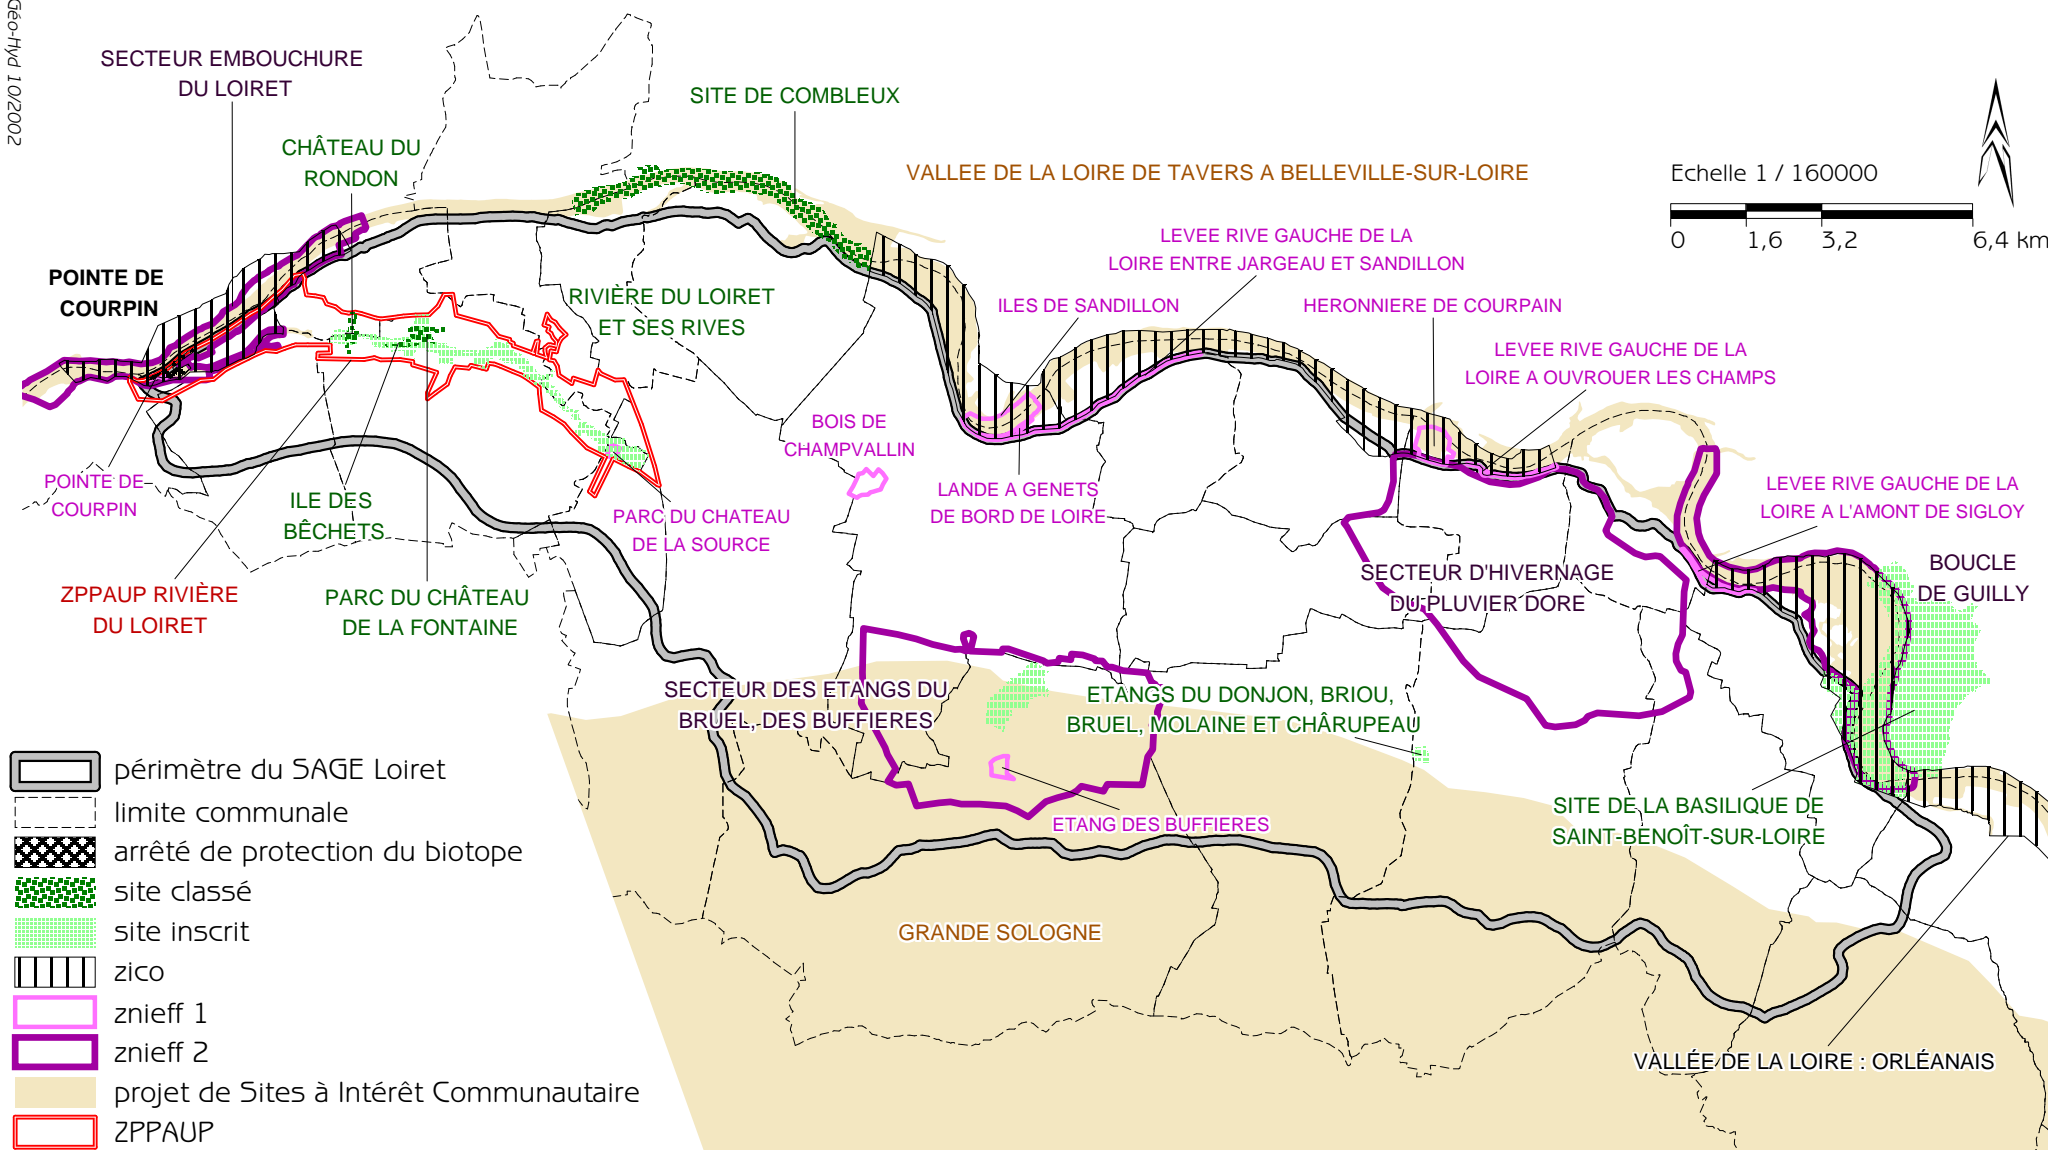 Géo-Hyd 10/2002
SECTEUR EMBOUCHURE
DU LOIRET
SITE DE COMBLEUX
CHÂTEAU DU
RONDON
VALLEE DE LA LOIRE DE TAVERS A BELLEVILLE-SUR-LOIRE
Echelle 1 / 160000
0 1,6 3,2 6,4 km
LEVEE RIVE GAUCHE DE LA
LOIRE ENTRE JARGEAU ET SANDILLON
POINTE DE
COURPIN
RIVIÈRE DU LOIRET
ET SES RIVES
ILES DE SANDILLON
HERONNIERE DE COURPAIN
LEVEE RIVE GAUCHE DE LA
LOIRE A OUVROUER LES CHAMPS
BOIS DE
CHAMPVALLIN
POINTE DE
COURPIN
ILE DES
BÊCHETS
PARC DU CHATEAU
DE LA SOURCE
LANDE A GENETS
DE BORD DE LOIRE
LEVEE RIVE GAUCHE DE LA
LOIRE A L'AMONT DE SIGLOY
BOUCLE
DE GUILLY
SECTEUR D'HIVERNAGE
DU PLUVIER DORE
ZPPAUP RIVIÈRE
DU LOIRET
PARC DU CHÂTEAU
DE LA FONTAINE
SECTEUR DES ETANGS DU
BRUEL, DES BUFFIERES
ETANGS DU DONJON, BRIOU,
BRUEL, MOLAINE ET CHÂRUPEAU
ETANG DES BUFFIERES
SITE DE LA BASILIQUE DE
SAINT-BENOÎT-SUR-LOIRE
GRANDE SOLOGNE
VALLÉE DE LA LOIRE : ORLÉANAIS
périmètre du SAGE Loiret
limite communale
arrêté de protection du biotope
site classé
site inscrit
zico
znieff 1
znieff 2
projet de Sites à Intérêt Communautaire
ZPPAUP